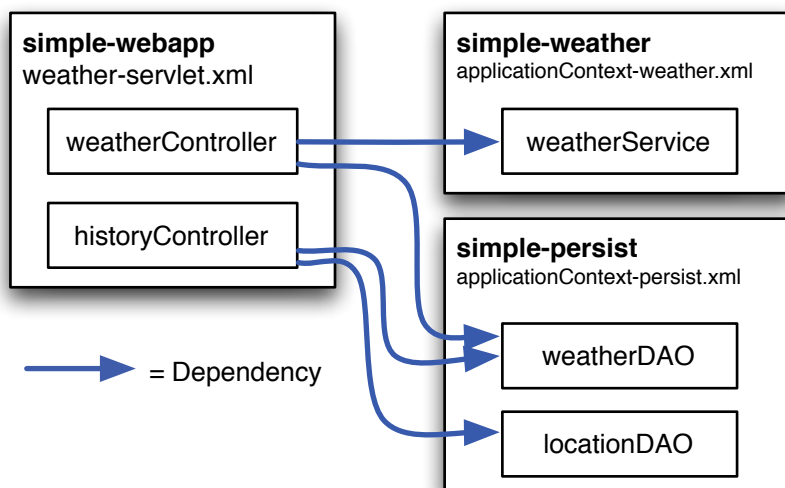 simple-webapp
weather-servlet.xml
weatherController
historyController
simple-weather
applicationContext-weather.xml
weatherService
simple-persist
applicationContext-persist.xml
weatherDAO
locationDAO
= Dependency